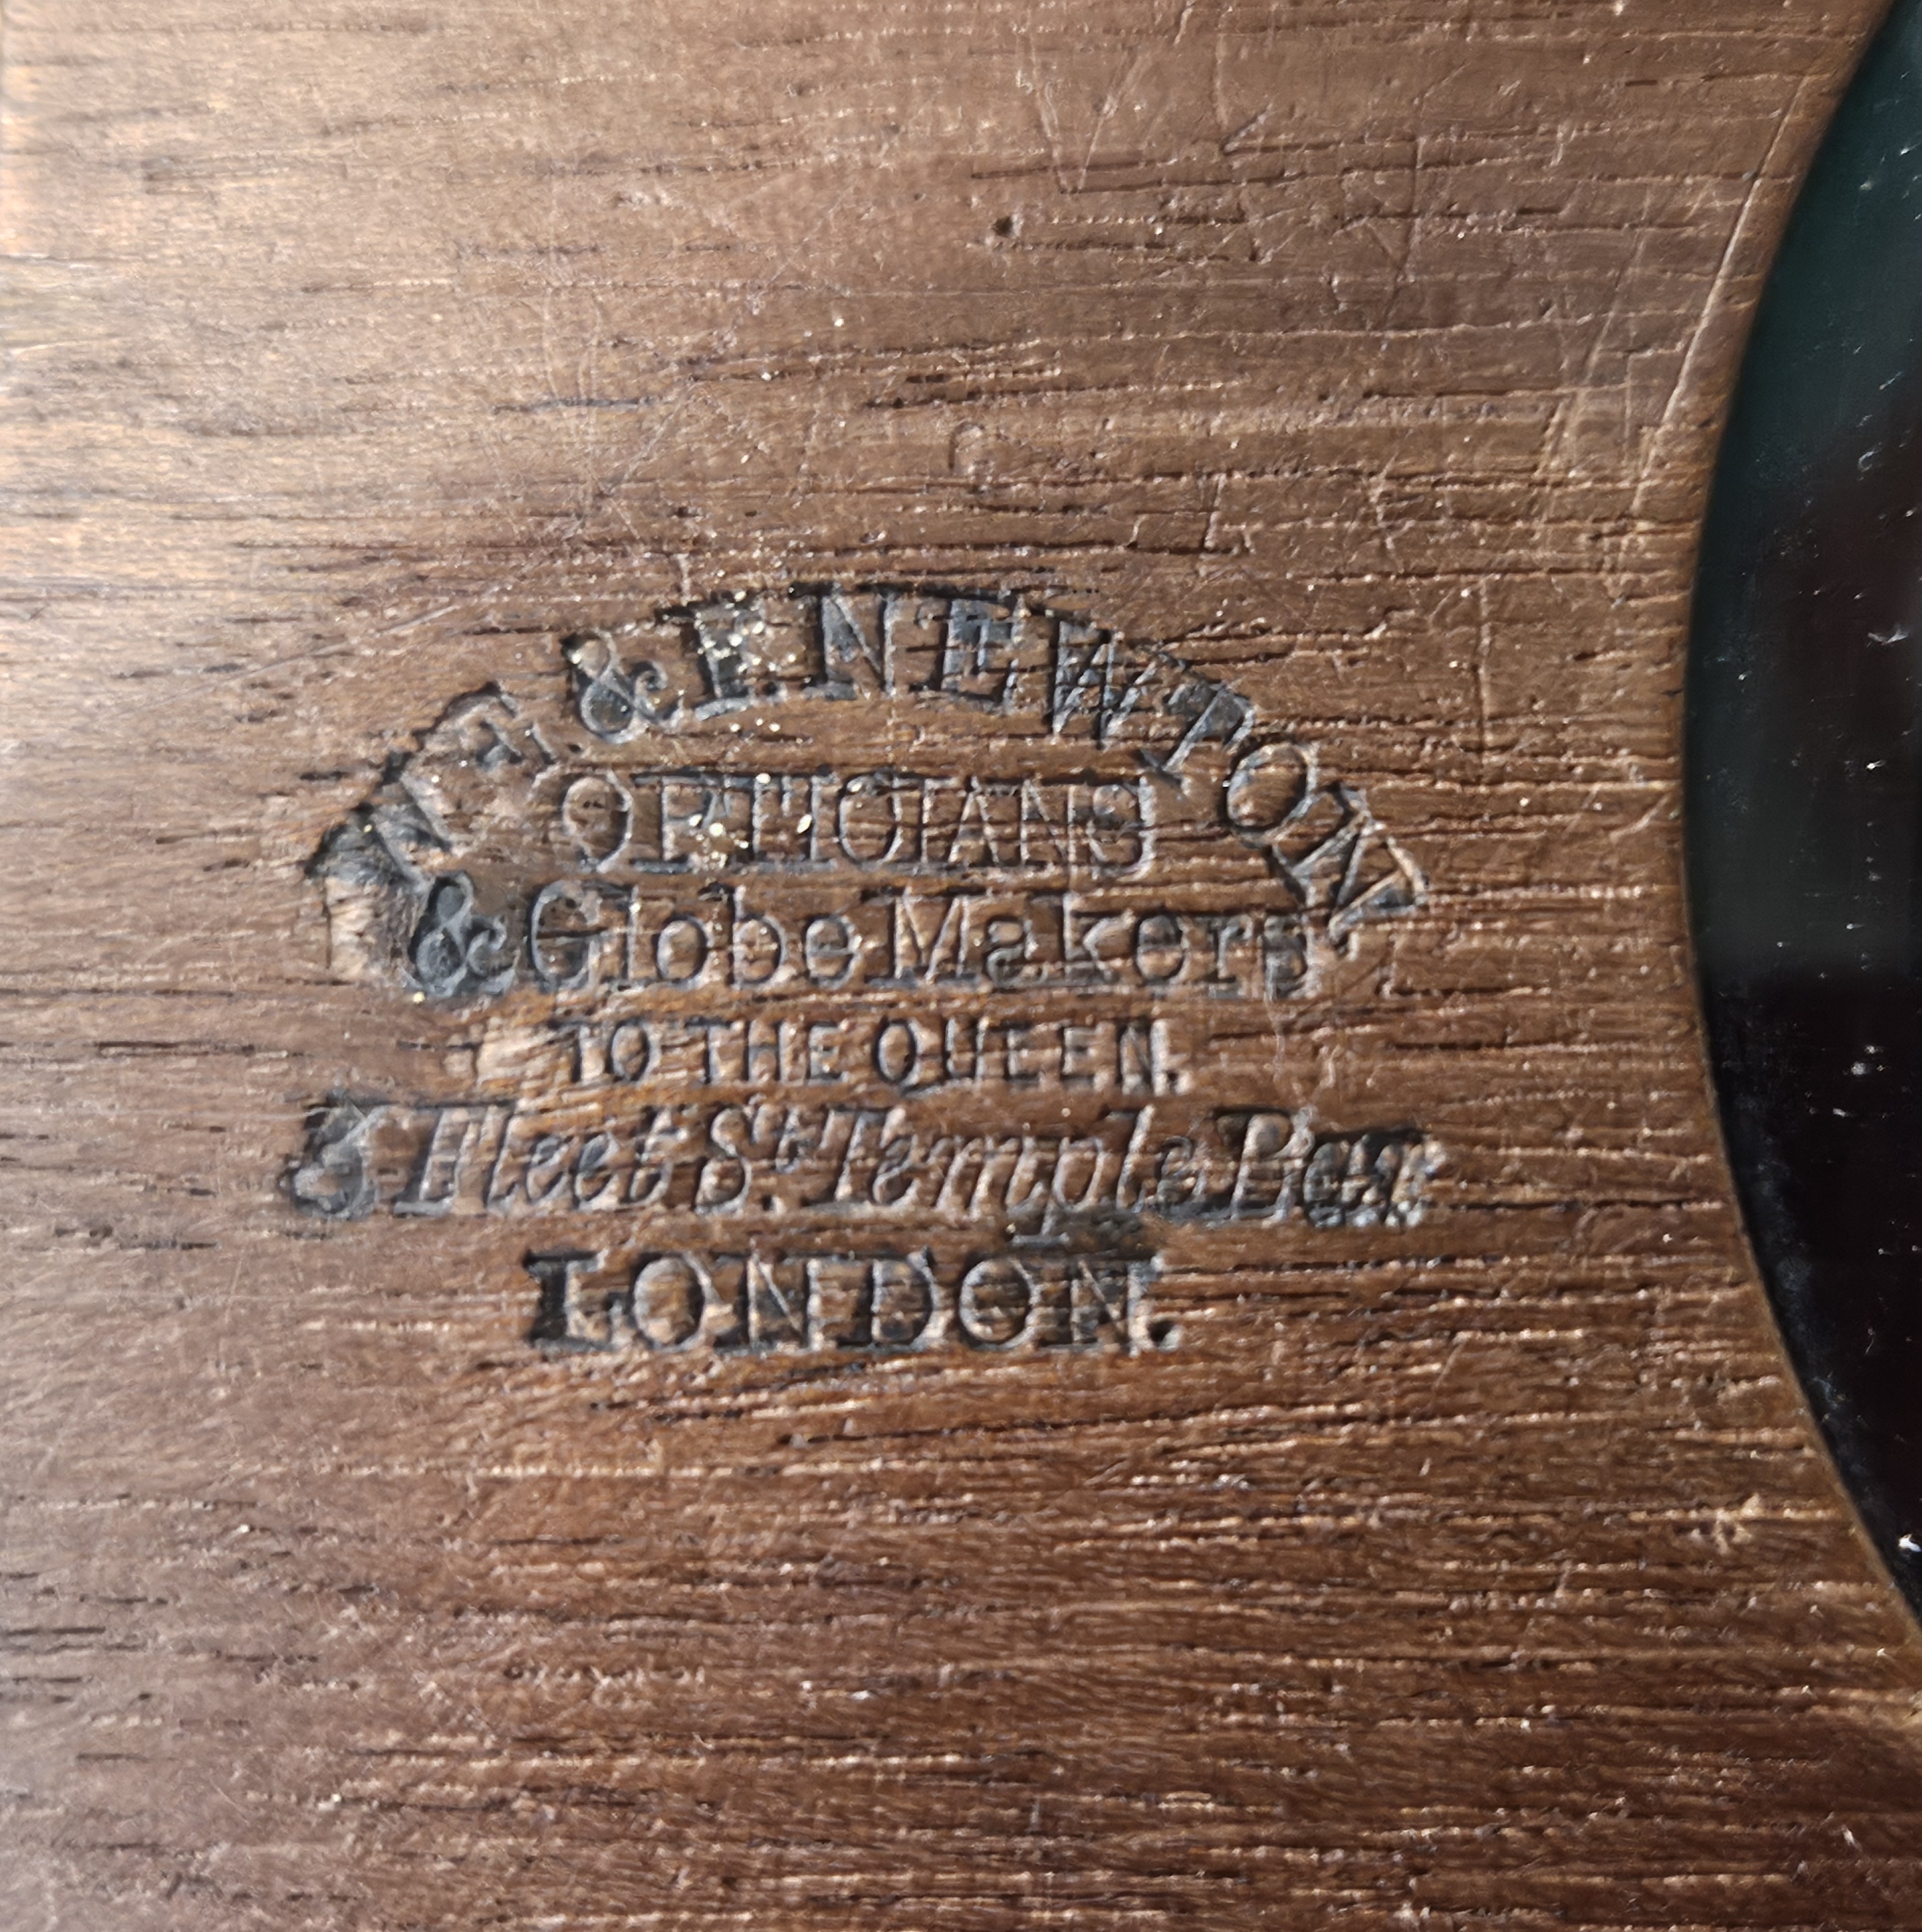 W.E. & F. NEWTON
OPTICIANS
& Globe Makers
TO THE QUEEN.
3 Fleet St. Temple Bar
LONDON.